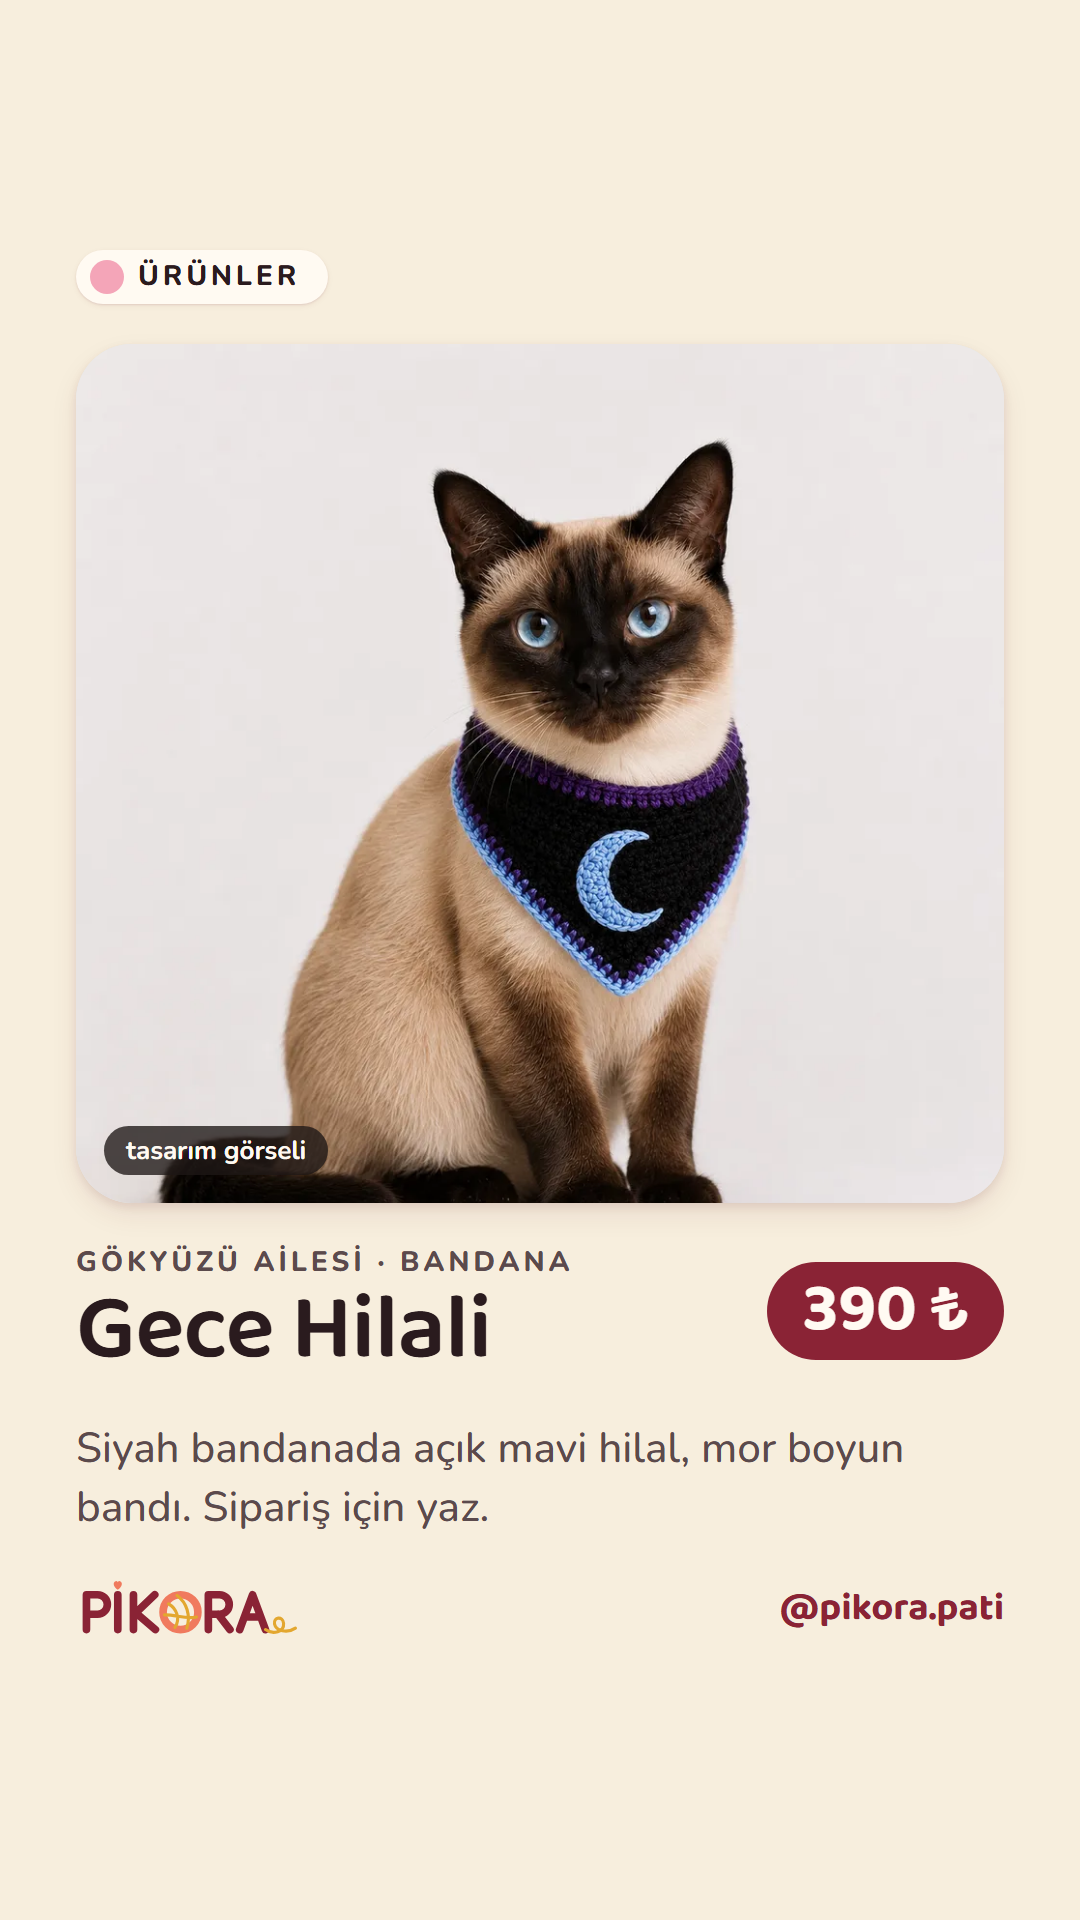 ÜRÜNLER
tasarım görseli
GÖKYÜZÜ AİLESİ · BANDANA
Gece Hilali
390 ₺
Siyah bandanada açık mavi hilal, mor boyun
bandı. Sipariş için yaz.
PİKORA
@pikora.pati